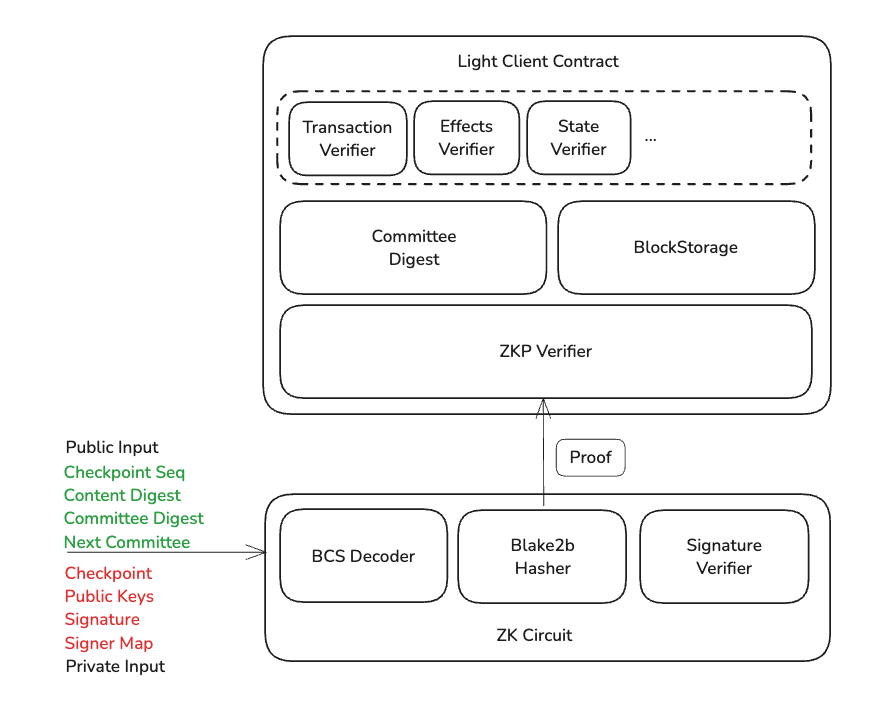 Light Client Contract
Transaction
Verifier
Effects
Verifier
State
Verifier
...
Committee
Digest
BlockStorage
ZKP Verifier
Proof
Public Input
Checkpoint Seq
Content Digest
Committee Digest
Next Committee
Checkpoint
Public Keys
Signature
Signer Map
Private Input
BCS Decoder
Blake2b
Hasher
Signature
Verifier
ZK Circuit